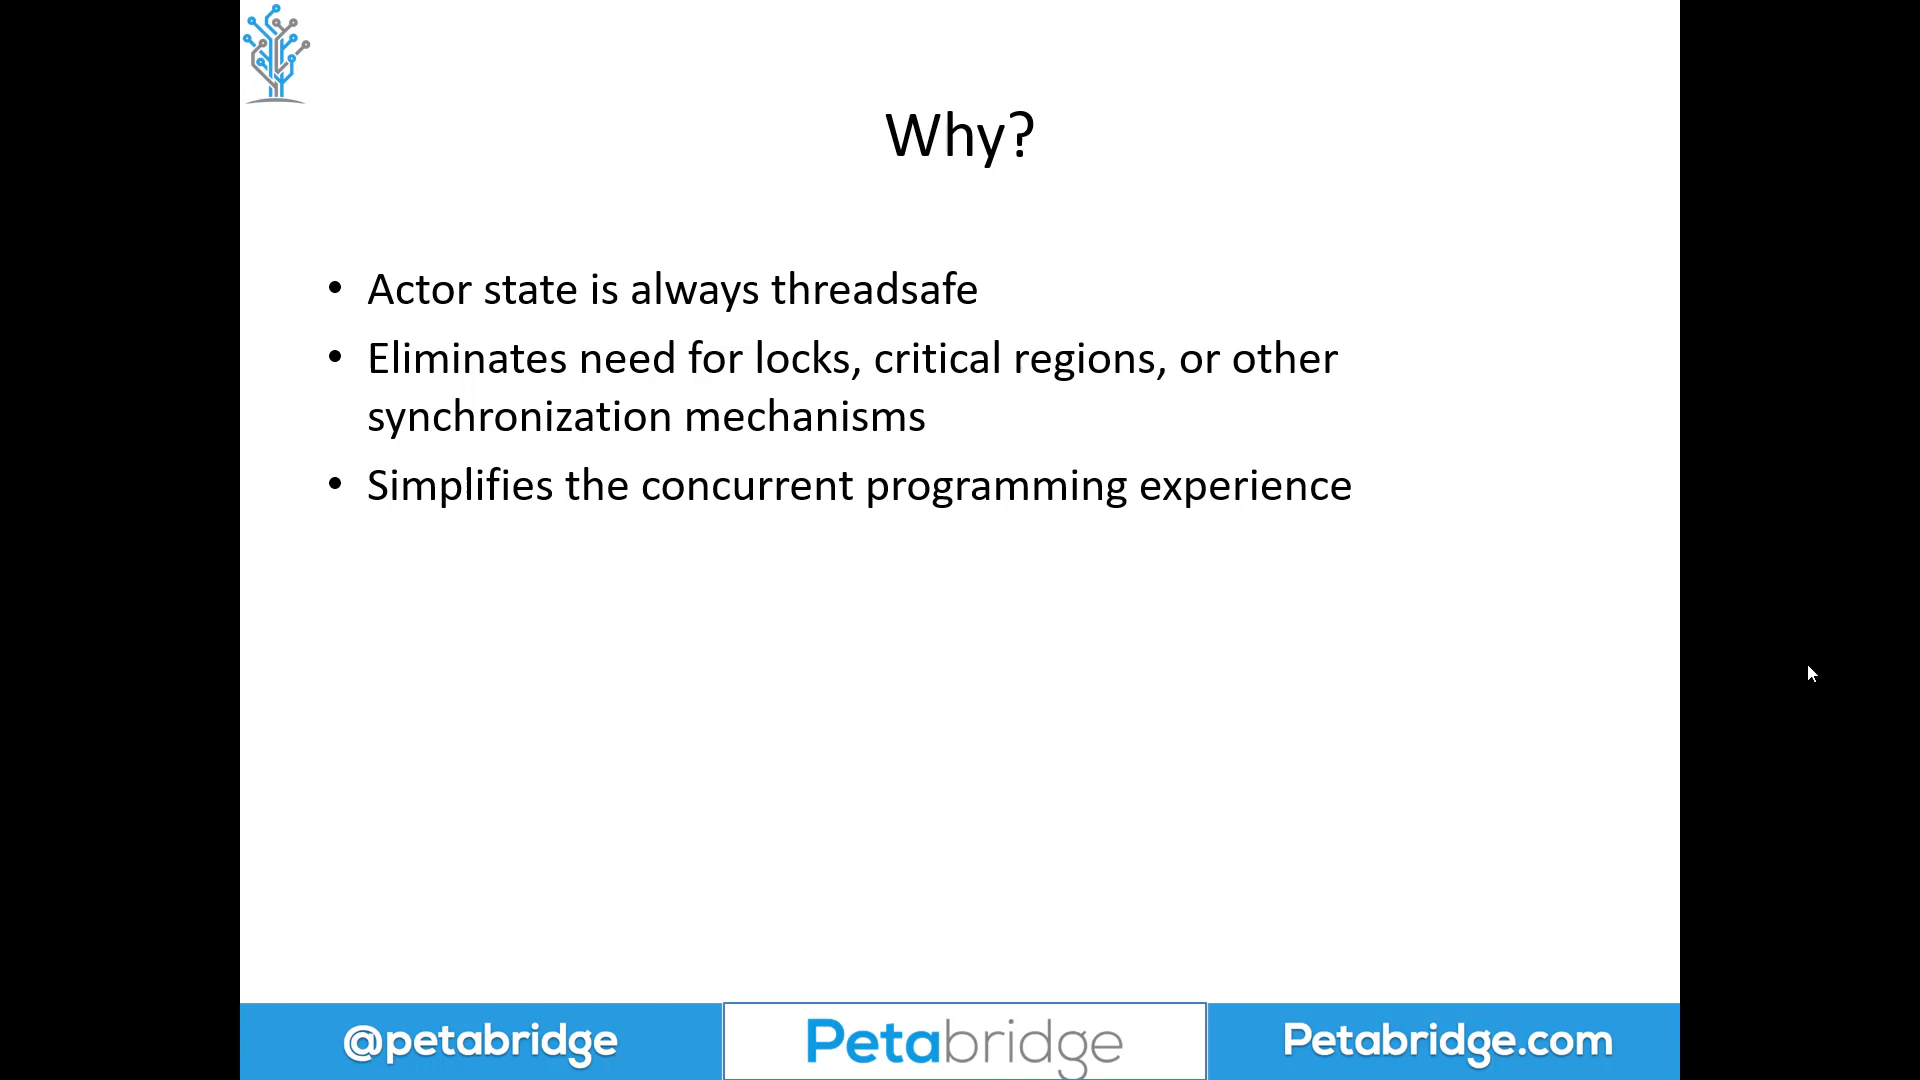 Why?
• Actor state is always threadsafe
• Eliminates need for locks, critical regions, or other
synchronization mechanisms
• Simplifies the concurrent programming experience
@petabridge
Petabridge
Petabridge.com